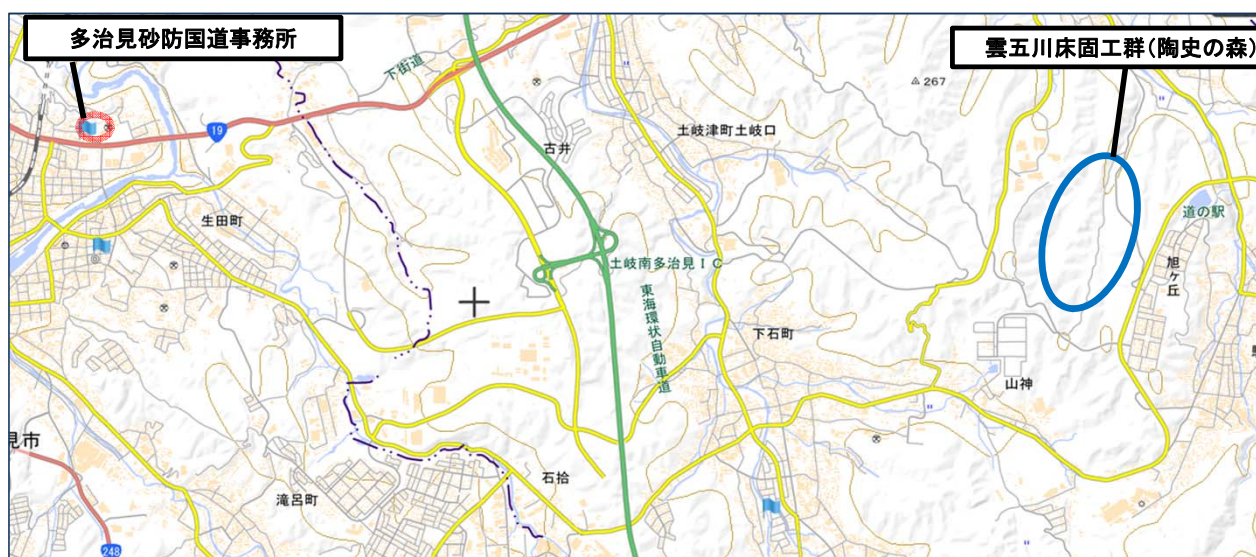 多治見砂防国道事務所
雲五川床固工群(陶史の森)
下街道
267
19
土岐津町土岐口
古井
生田町
道の駅
土岐南多治見IC
旭ヶ丘
東海環状自動車道
下石町
山神
見市
石拾
滝呂町
248